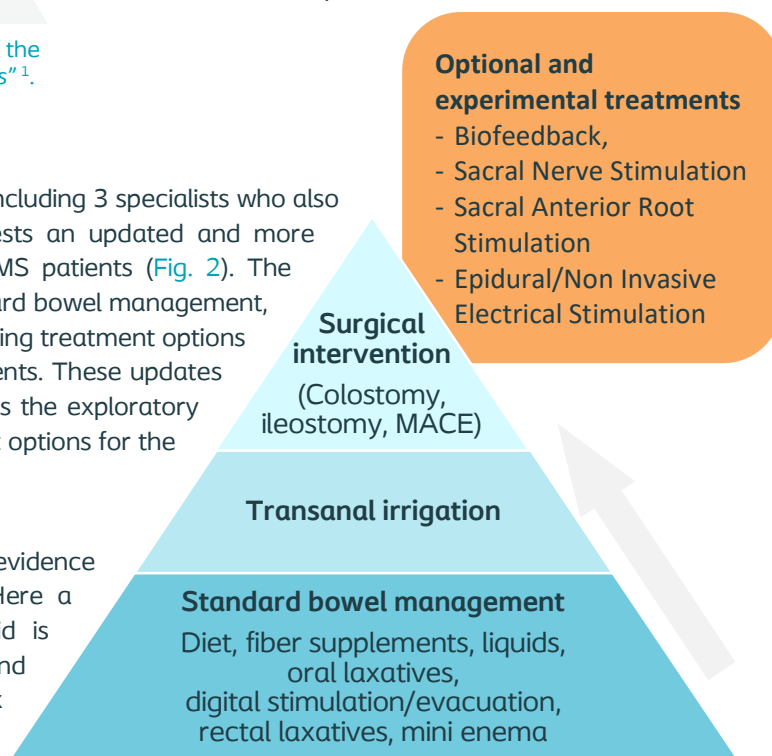 the
s” 1.
ncluding 3 specialists who also
ests an updated and more
MS patients (Fig. 2). The
ard bowel management,
ing treatment options
ents. These updates
s the exploratory
t options for the
evidence
Here a
id is
nd
x
Optional and
experimental treatments
- Biofeedback,
- Sacral Nerve Stimulation
- Sacral Anterior Root
Stimulation
- Epidural/Non Invasive
Electrical Stimulation
Surgical
intervention
(Colostomy,
ileostomy, MACE)
Transanal irrigation
Standard bowel management
Diet, fiber supplements, liquids,
oral laxatives,
digital stimulation/evacuation,
rectal laxatives, mini enema